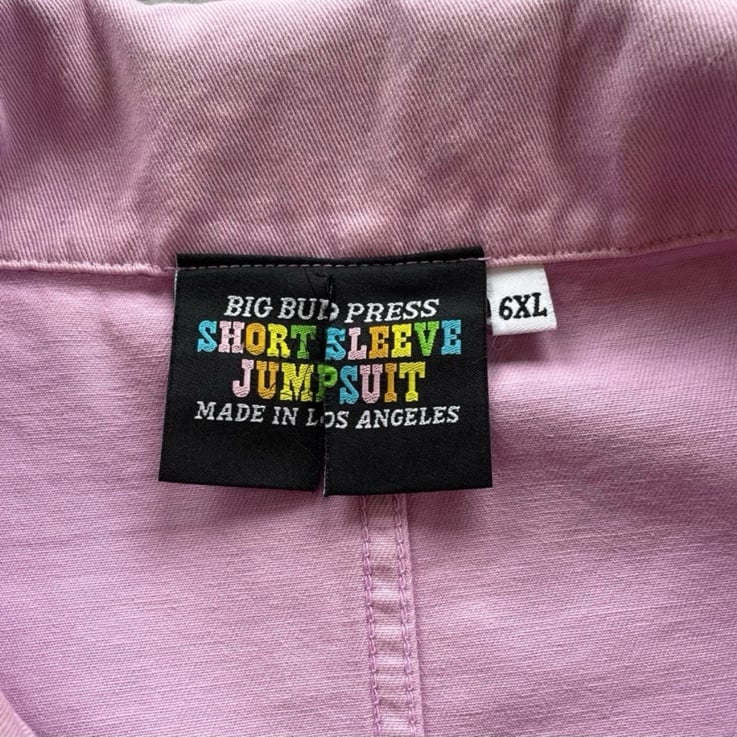 BIG BUD PRESS
SHORT SLEEVE
JUMPSUIT
MADE IN LOS ANGELES
6XL